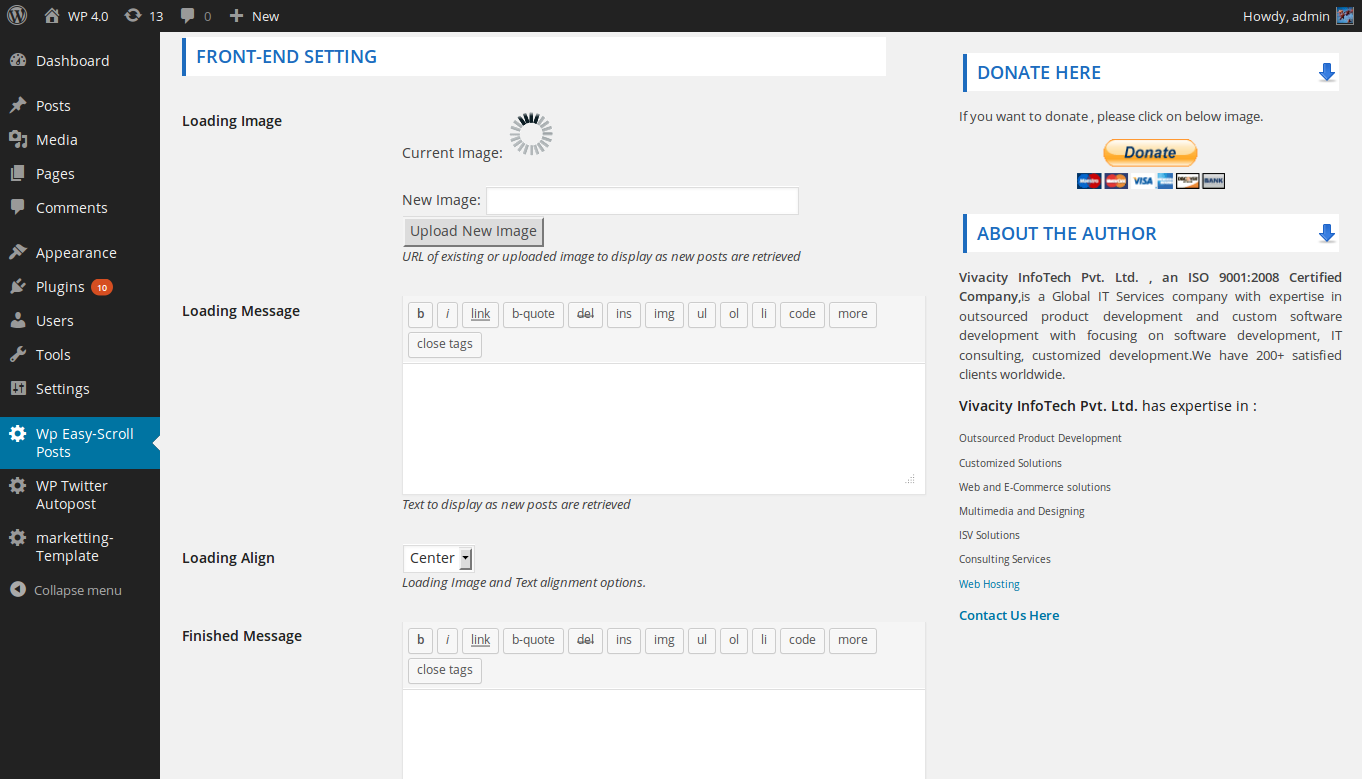 WP 4.0 13 0 New
Howdy, admin
Dashboard
Posts
Media
Pages
Comments
Appearance
Plugins 10
Users
Tools
Settings
Wp Easy-Scroll
Posts
WP Twitter
Autopost
marketting-
Template
Collapse menu
FRONT-END SETTING
Loading Image
Current Image:
New Image:
Upload New Image
URL of existing or uploaded image to display as new posts are retrieved
Loading Message
b i link b-quote del ins img ul ol li code more
close tags
Text to display as new posts are retrieved
Loading Align
Center
Loading Image and Text alignment options.
Finished Message
b i link b-quote del ins img ul ol li code more
close tags
DONATE HERE
If you want to donate , please click on below image.
Donate
Maestro MasterCard VISA DISCOVER BANK
ABOUT THE AUTHOR
Vivacity InfoTech Pvt. Ltd. , an ISO 9001:2008 Certified
Company,is a Global IT Services company with expertise in
outsourced product development and custom software
development with focusing on software development, IT
consulting, customized development.We have 200+ satisfied
clients worldwide.
Vivacity InfoTech Pvt. Ltd. has expertise in :
Outsourced Product Development
Customized Solutions
Web and E-Commerce solutions
Multimedia and Designing
ISV Solutions
Consulting Services
Web Hosting
Contact Us Here